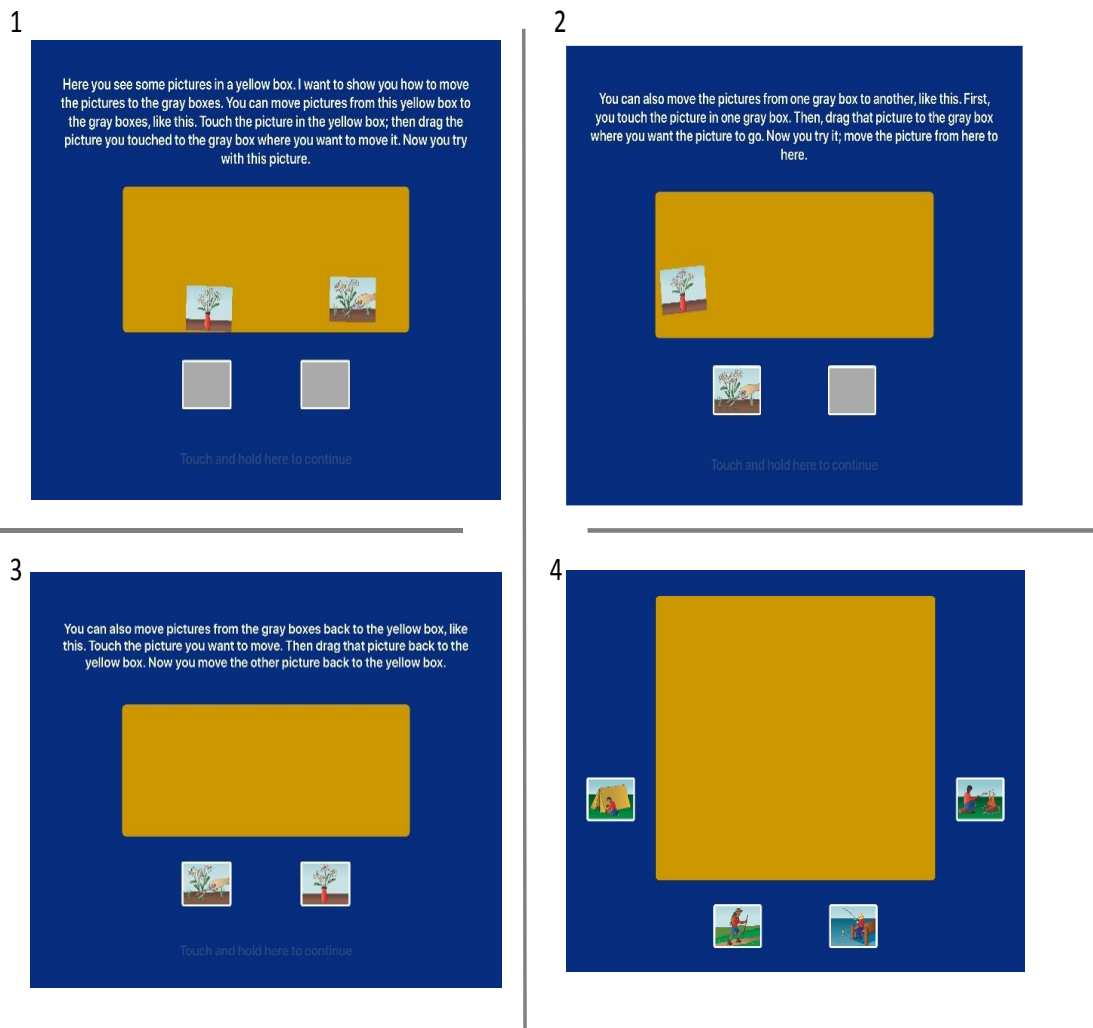 1
Here you see some pictures in a yellow box. I want to show you how to move
the pictures to the gray boxes. You can move pictures from this yellow box to
the gray boxes, like this. Touch the picture in the yellow box; then drag the
picture you touched to the gray box where you want to move it. Now you try
with this picture.
Touch and hold here to continue
2
You can also move the pictures from one gray box to another, like this. First,
you touch the picture in one gray box. Then, drag that picture to the gray box
where you want the picture to go. Now you try it; move the picture from here to
here.
Touch and hold here to continue
3
You can also move pictures from the gray boxes back to the yellow box, like
this. Touch the picture you want to move. Then drag that picture back to the
yellow box. Now you move the other picture back to the yellow box.
Touch and hold here to continue
4